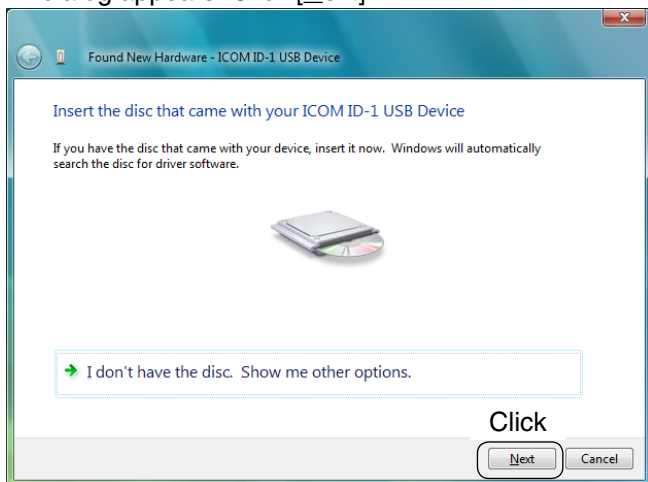 Found New Hardware - ICOM ID-1 USB Device
Insert the disc that came with your ICOM ID-1 USB Device
If you have the disc that came with your device, insert it now. Windows will automatically
search the disc for driver software.
I don't have the disc. Show me other options.
Click
Next Cancel